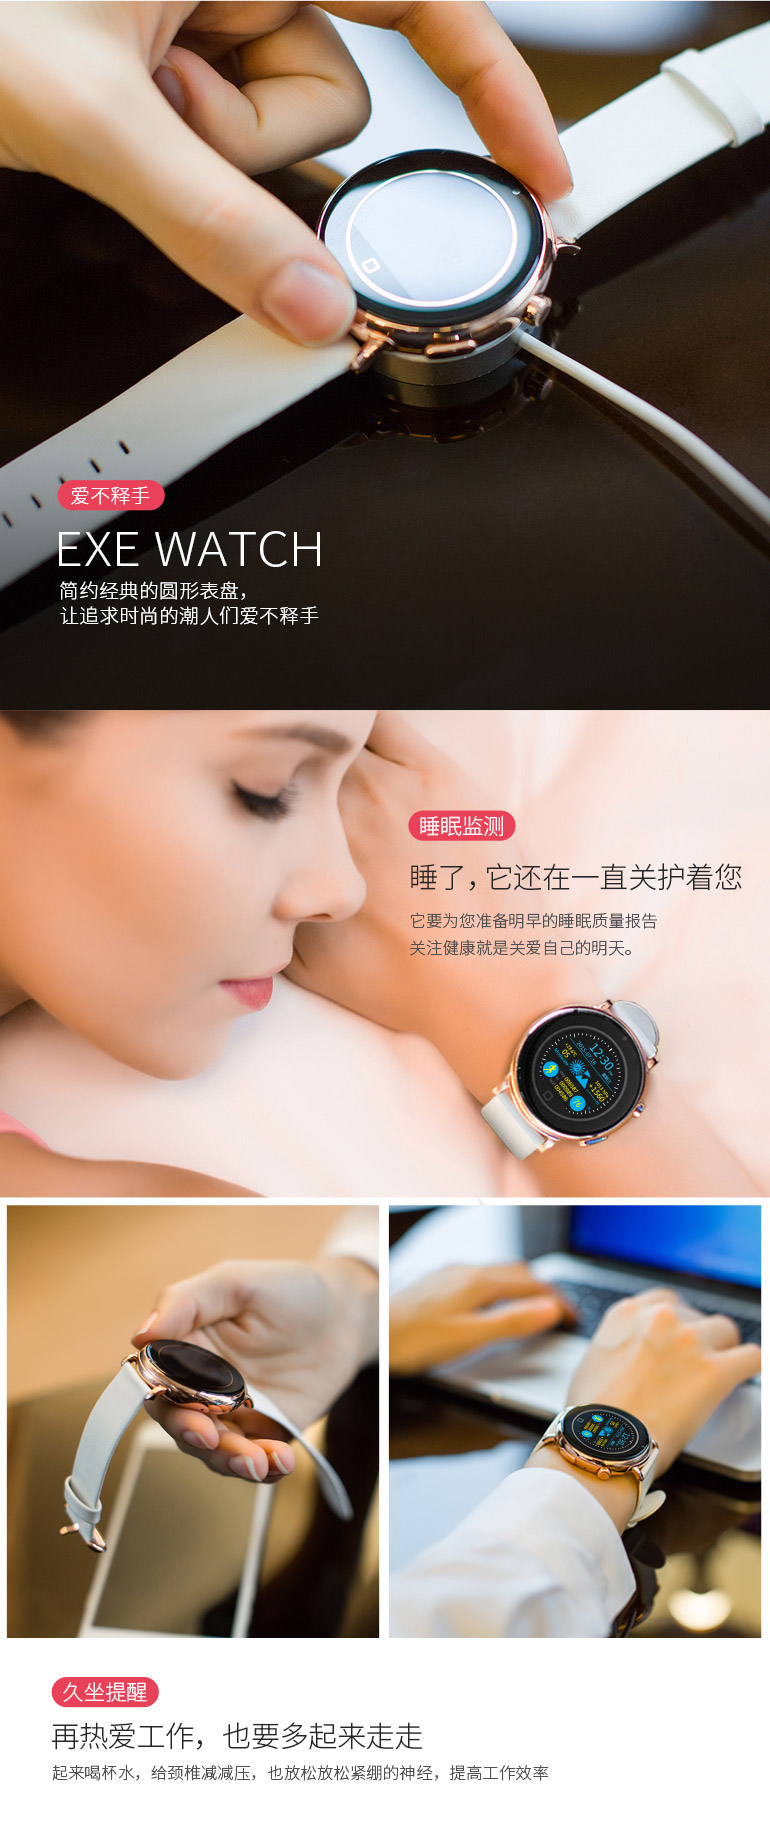 爱不释手
EXE WATCH
简约经典的圆形表盘，
让追求时尚的潮人们爱不释手
睡眠监测
睡了，它还在一直关护着您
它要为您准备明早的睡眠质量报告
关注健康就是关爱自己的明天。
12:30
76
久坐提醒
再热爱工作，也要多起来走走
起来喝杯水，给颈椎减减压，也放松放松紧绷的神经，提高工作效率